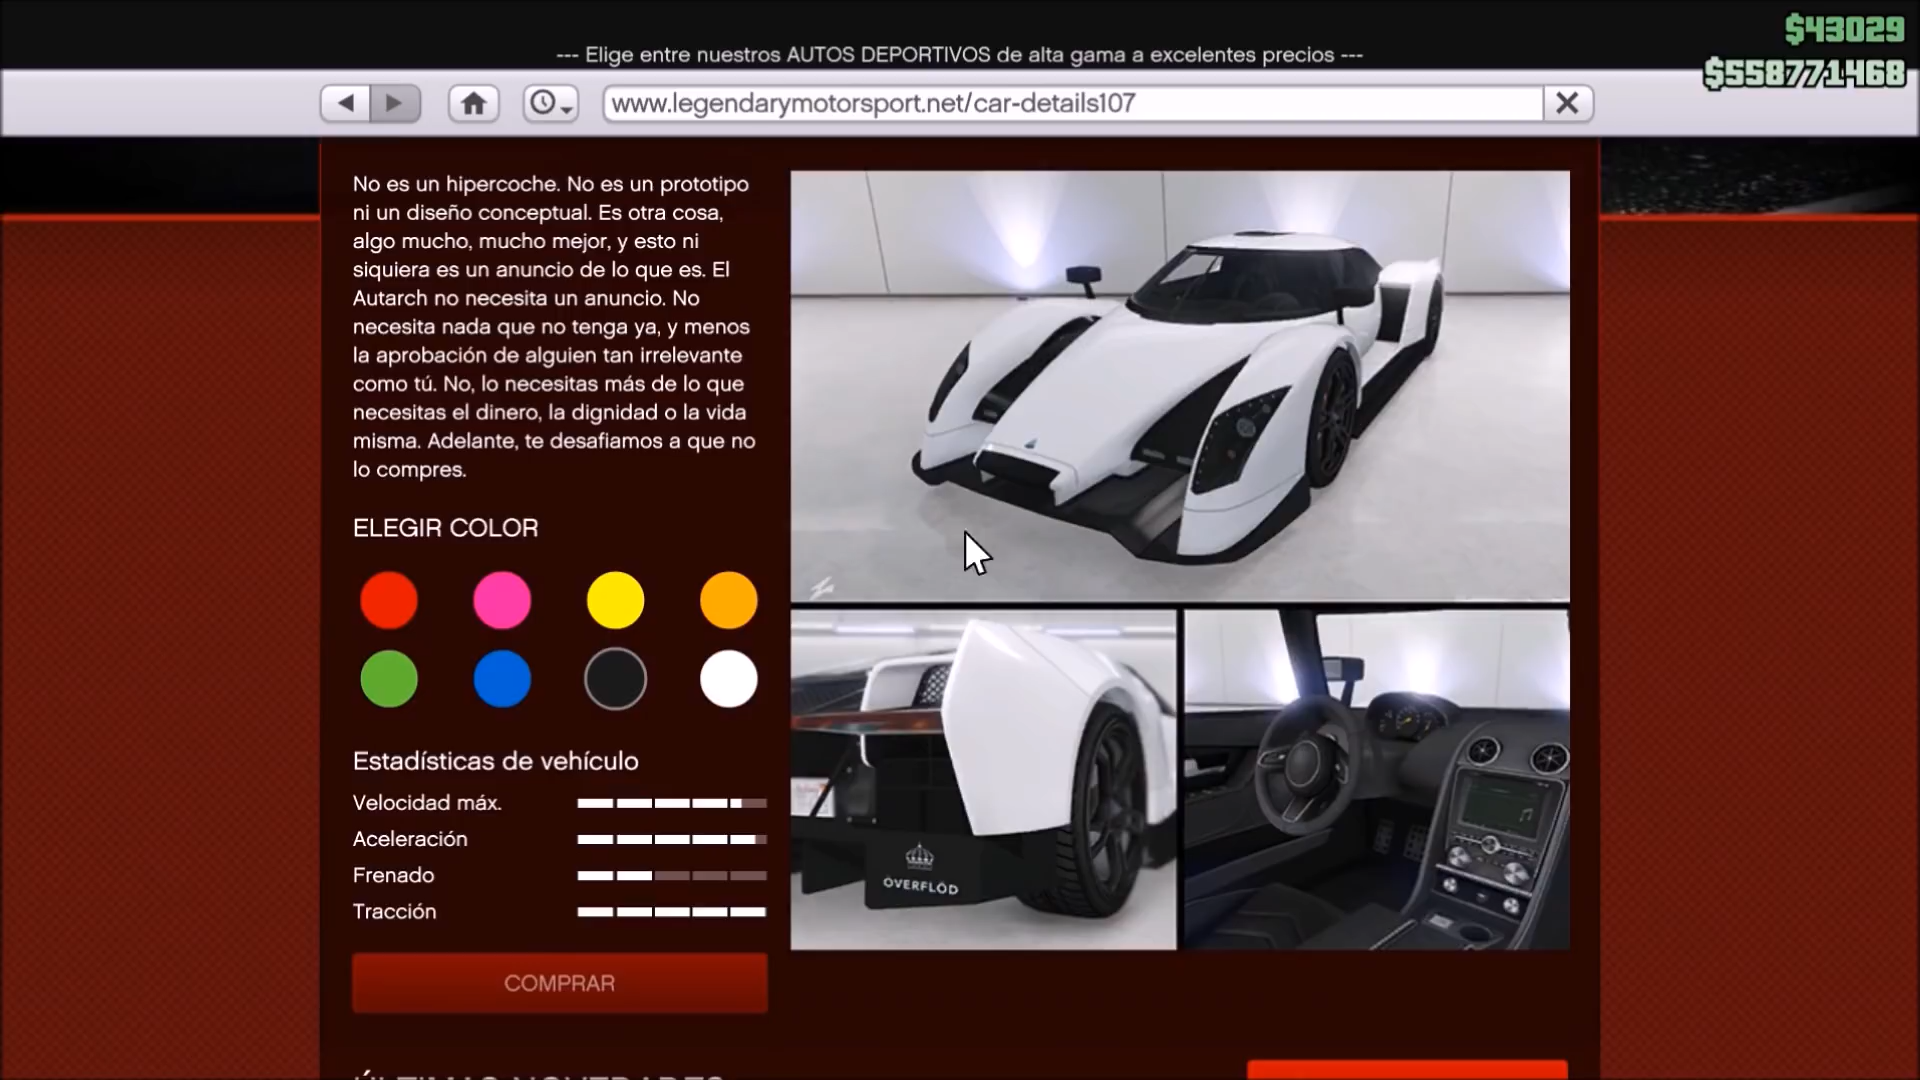 $43029
--- Elige entre nuestros AUTOS DEPORTIVOS de alta gama a excelentes precios ---
$558771468
www.legendarymotorsport.net/car-details107
No es un hipercoche. No es un prototipo
ni un diseño conceptual. Es otra cosa,
algo mucho, mucho mejor, y esto ni
siquiera es un anuncio de lo que es. El
Autarch no necesita un anuncio. No
necesita nada que no tenga ya, y menos
la aprobación de alguien tan irrelevante
como tú. No, lo necesitas más de lo que
necesitas el dinero, la dignidad o la vida
misma. Adelante, te desafiamos a que no
lo compres.
ELEGIR COLOR
Estadísticas de vehículo
Velocidad máx.
Aceleración
Frenado
Tracción
ÖVERFLÖD
COMPRAR
ÚLTIMAS NOVEDADES